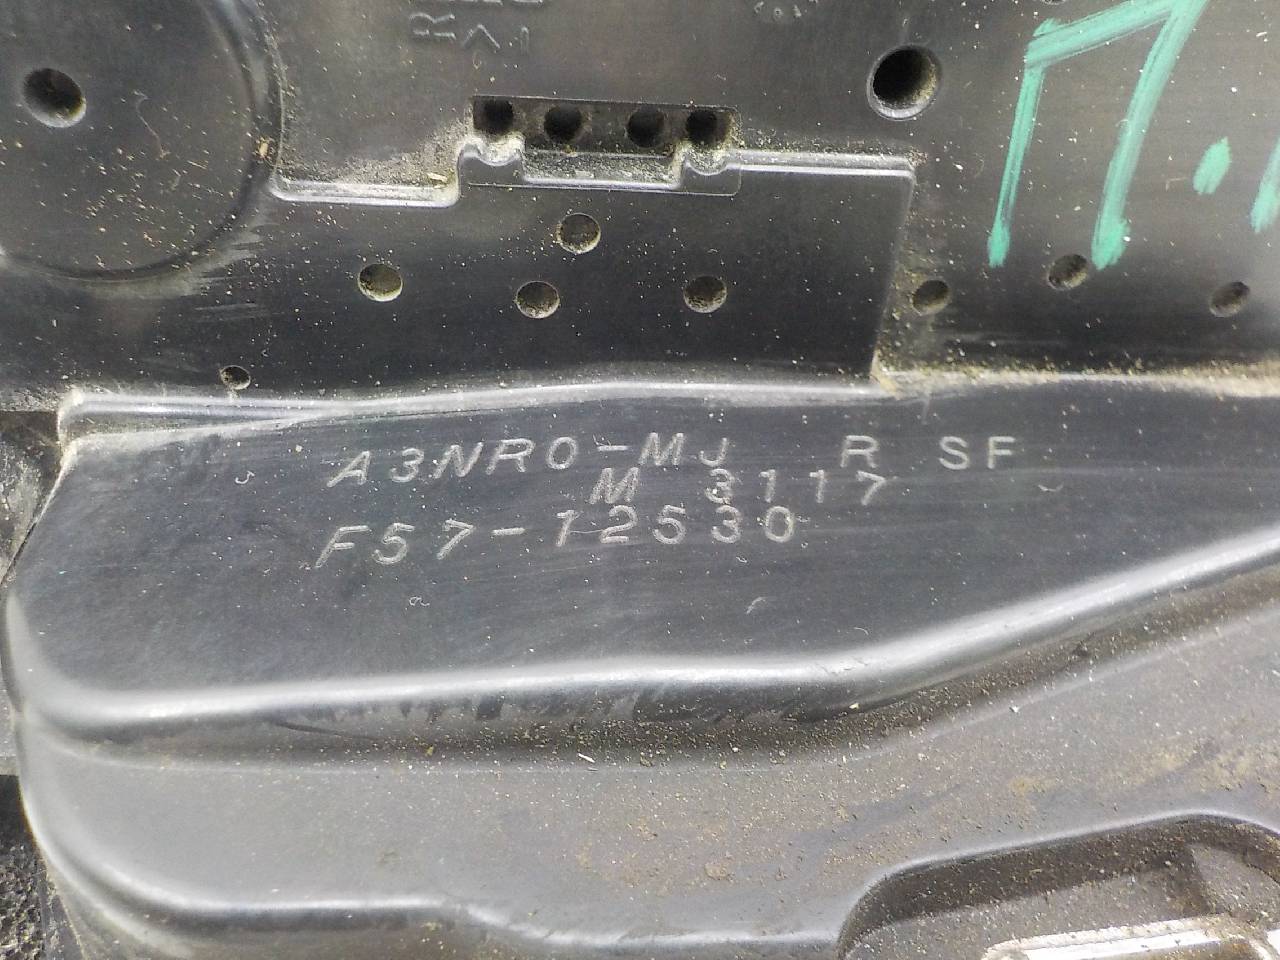 П.
A3NR0-MJ R SF
M 3117
F57-12530